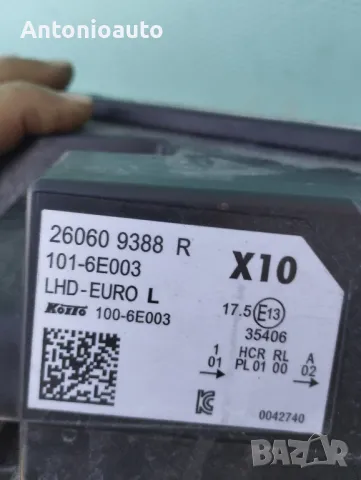 Antonioauto
26060 9388 R
X10
101-6E003
LHD-EURO L
Koito 100-6E003
17.5 E13
35406
1 HCR RL A
01 PL 01 00 02
0042740
BAZAR